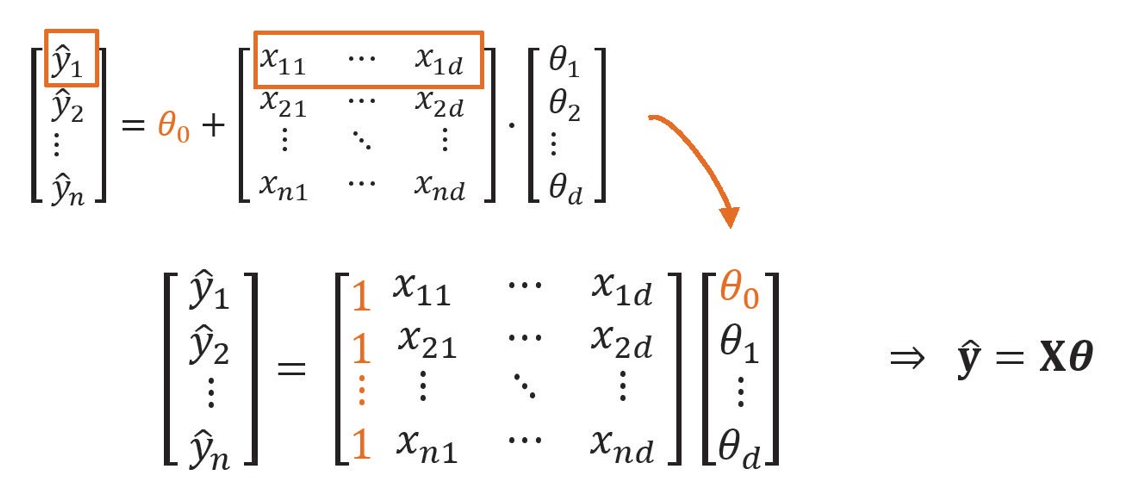 [ŷ₁ ŷ₂ ⋮ ŷₙ] = θ₀ + [x₁₁ ⋯ x₁d; x₂₁ ⋯ x₂d; ⋮ ⋱ ⋮; xₙ₁ ⋯ xₙd] · [θ₁ θ₂ ⋮ θd]
[ŷ₁ ŷ₂ ⋮ ŷₙ] = [1 x₁₁ ⋯ x₁d; 1 x₂₁ ⋯ x₂d; ⋮ ⋮ ⋱ ⋮; 1 xₙ₁ ⋯ xₙd] [θ₀ θ₁ ⋮ θd] ⇒ ŷ = Xθ